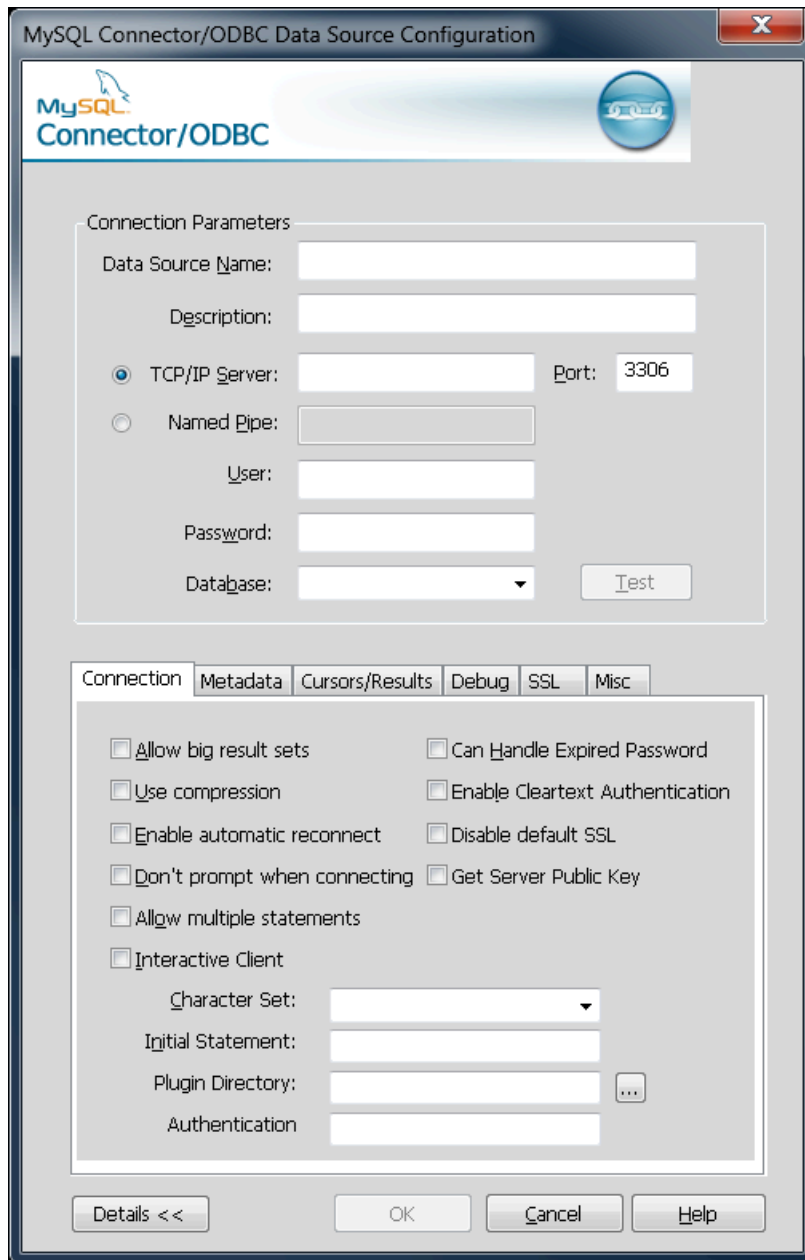 MySQL Connector/ODBC Data Source Configuration
X
MySQL
Connector/ODBC
Connection Parameters
Data Source Name:
Description:
TCP/IP Server: Port: 3306
Named Pipe:
User:
Password:
Database: Test
Connection Metadata Cursors/Results Debug SSL Misc
Allow big result sets Can Handle Expired Password
Use compression Enable Cleartext Authentication
Enable automatic reconnect Disable default SSL
Don't prompt when connecting Get Server Public Key
Allow multiple statements
Interactive Client
Character Set:
Initial Statement:
Plugin Directory: ...
Authentication
Details << OK Cancel Help